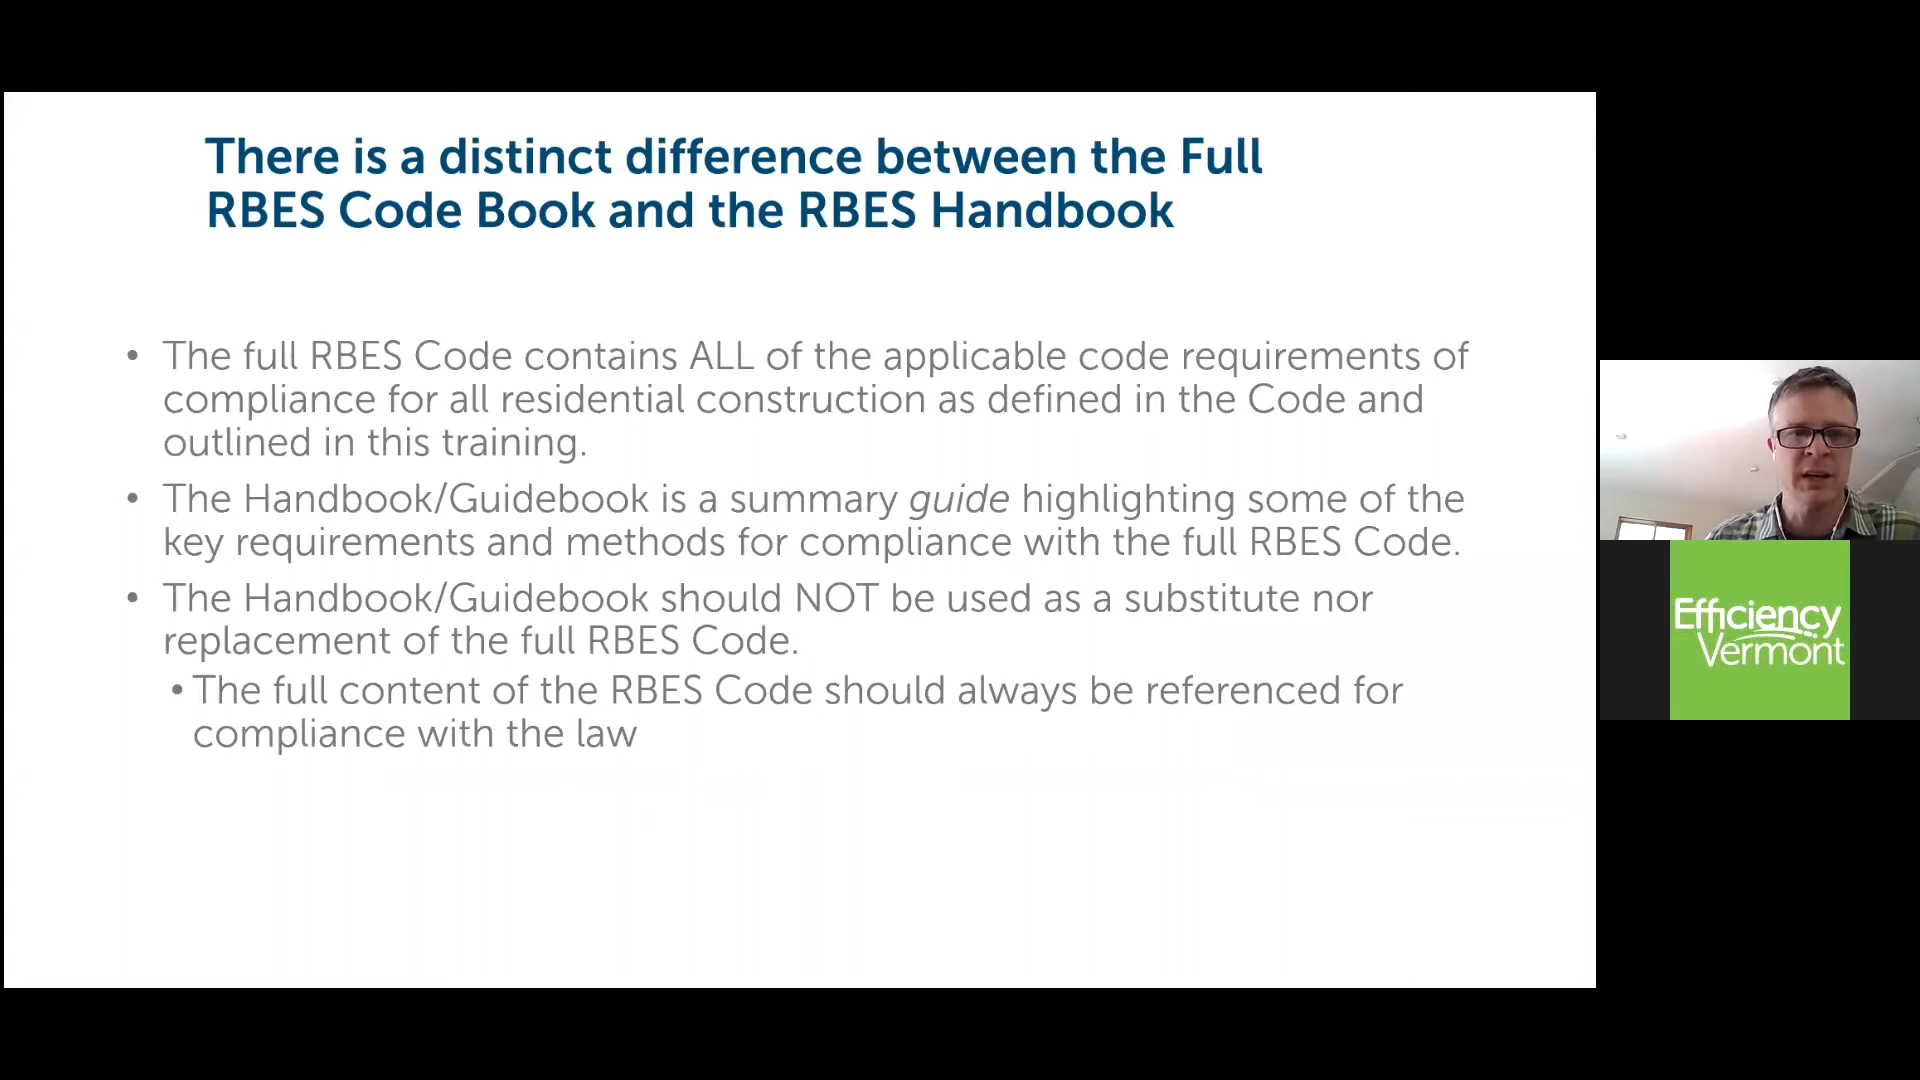 There is a distinct difference between the Full
RBES Code Book and the RBES Handbook
• The full RBES Code contains ALL of the applicable code requirements of
compliance for all residential construction as defined in the Code and
outlined in this training.
• The Handbook/Guidebook is a summary guide highlighting some of the
key requirements and methods for compliance with the full RBES Code.
• The Handbook/Guidebook should NOT be used as a substitute nor
replacement of the full RBES Code.
• The full content of the RBES Code should always be referenced for
compliance with the law
Efficiency
Vermont